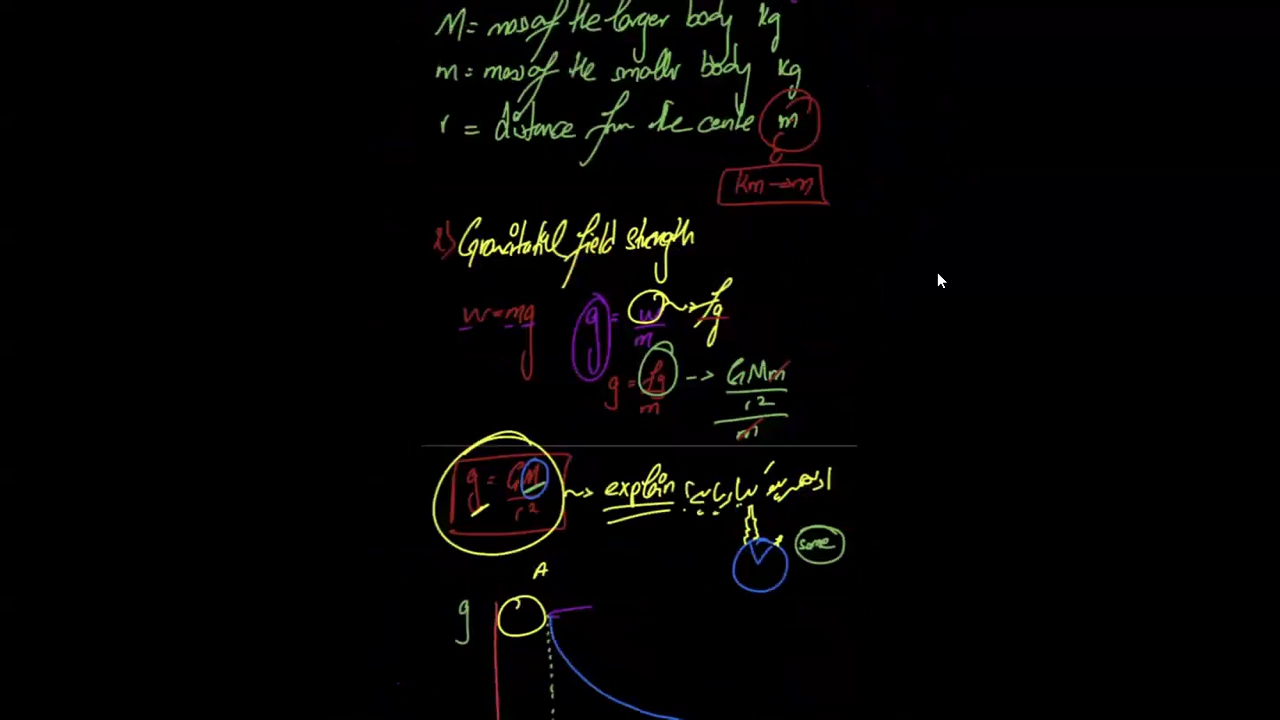 M = mass of the larger body kg
m = mass of the smaller body kg
r = distance from the centre m
Km → m
2) Gravitational field strength
w = mg g = w/m → fg
g = fg/m → GMm/r²/m
g = GM/r² → explain
same
A
g